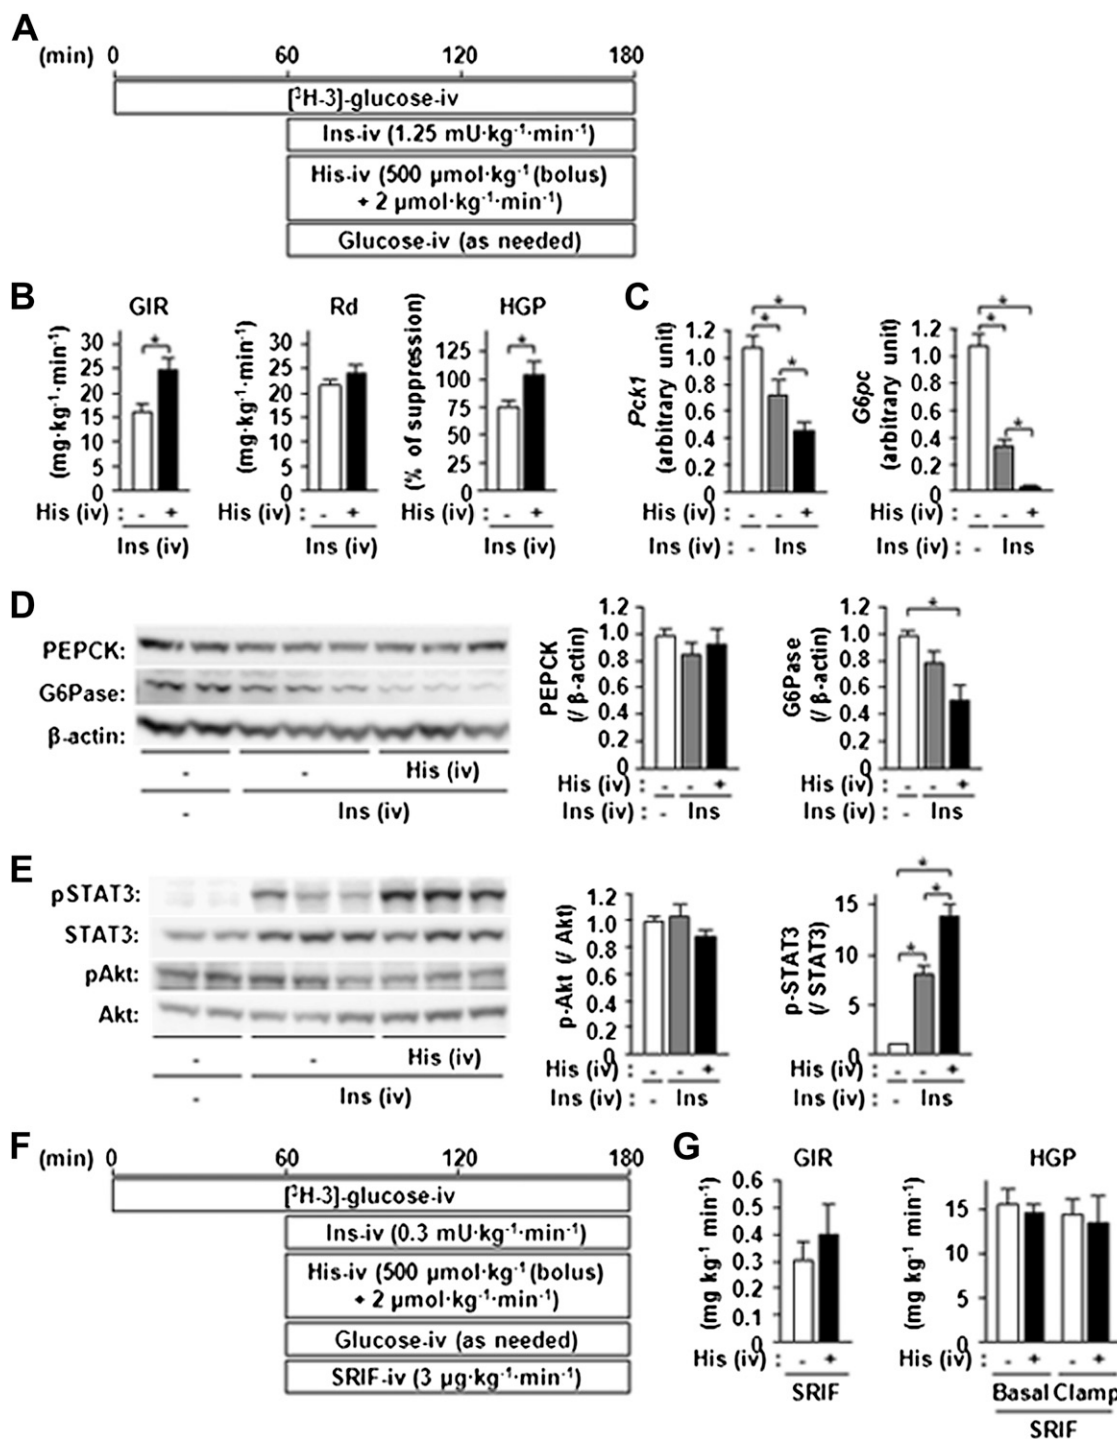 A
(min) 0 60 120 180
[³H-3]-glucose-iv
Ins-iv (1.25 mU·kg⁻¹·min⁻¹)
His-iv (500 µmol·kg⁻¹ (bolus)
+ 2 µmol·kg⁻¹·min⁻¹)
Glucose-iv (as needed)
B
GIR
(mg·kg⁻¹·min⁻¹)
30
25
20
15
10
5
0
*
His (iv) : - +
Ins (iv)
Rd
(mg·kg⁻¹·min⁻¹)
30
25
20
15
10
5
0
His (iv) : - +
Ins (iv)
HGP
(% of suppression)
125
100
75
50
25
0
*
His (iv) : - +
Ins (iv)
C
Pck1
(arbitrary unit)
1.2
1.0
0.8
0.6
0.4
0.2
0
*
*
*
His (iv) : - - +
Ins (iv) : - Ins
G6pc
(arbitrary unit)
1.2
1.0
0.8
0.6
0.4
0.2
0
*
*
*
His (iv) : - - +
Ins (iv) : - Ins
D
PEPCK:
G6Pase:
β-actin:
- - His (iv)
- Ins (iv)
PEPCK
(/ β-actin)
1.2
1.0
0.8
0.6
0.4
0.2
0
His (iv) : - - +
Ins (iv) : - Ins
G6Pase
(/ β-actin)
1.2
1.0
0.8
0.6
0.4
0.2
0
*
His (iv) : - - +
Ins (iv) : - Ins
E
pSTAT3:
STAT3:
pAkt:
Akt:
- - His (iv)
- Ins (iv)
p-Akt (/ Akt)
1.2
1.0
0.8
0.6
0.4
0.2
0
His (iv) : - - +
Ins (iv) : - Ins
p-STAT3
(/ STAT3)
15
10
5
0
*
*
*
His (iv) : - - +
Ins (iv) : - Ins
F
(min) 0 60 120 180
[³H-3]-glucose-iv
Ins-iv (0.3 mU·kg⁻¹·min⁻¹)
His-iv (500 µmol·kg⁻¹ (bolus)
+ 2 µmol·kg⁻¹·min⁻¹)
Glucose-iv (as needed)
SRIF-iv (3 µg·kg⁻¹·min⁻¹)
G
GIR
(mg kg⁻¹ min⁻¹)
0.6
0.5
0.4
0.3
0.2
0.1
0
His (iv) : - +
SRIF
HGP
(mg kg⁻¹ min⁻¹)
15
10
5
0
His (iv) : - + - +
Basal Clamp
SRIF